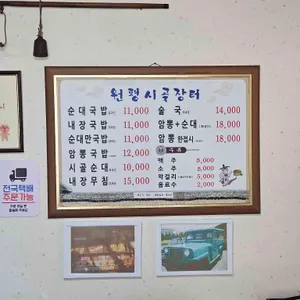 원평시골장터
순대국밥 11,000
내장국밥 11,000
순대만국밥 11,000
암뽕국밥 12,000
시골순대 10,000
내장무침 15,000
술국 14,000
암뽕+순대 18,000
암뽕 한접시 18,000
맥주 5,000
소주 5,000
막걸리 5,000
음료수 2,000
전국택배
주문가능